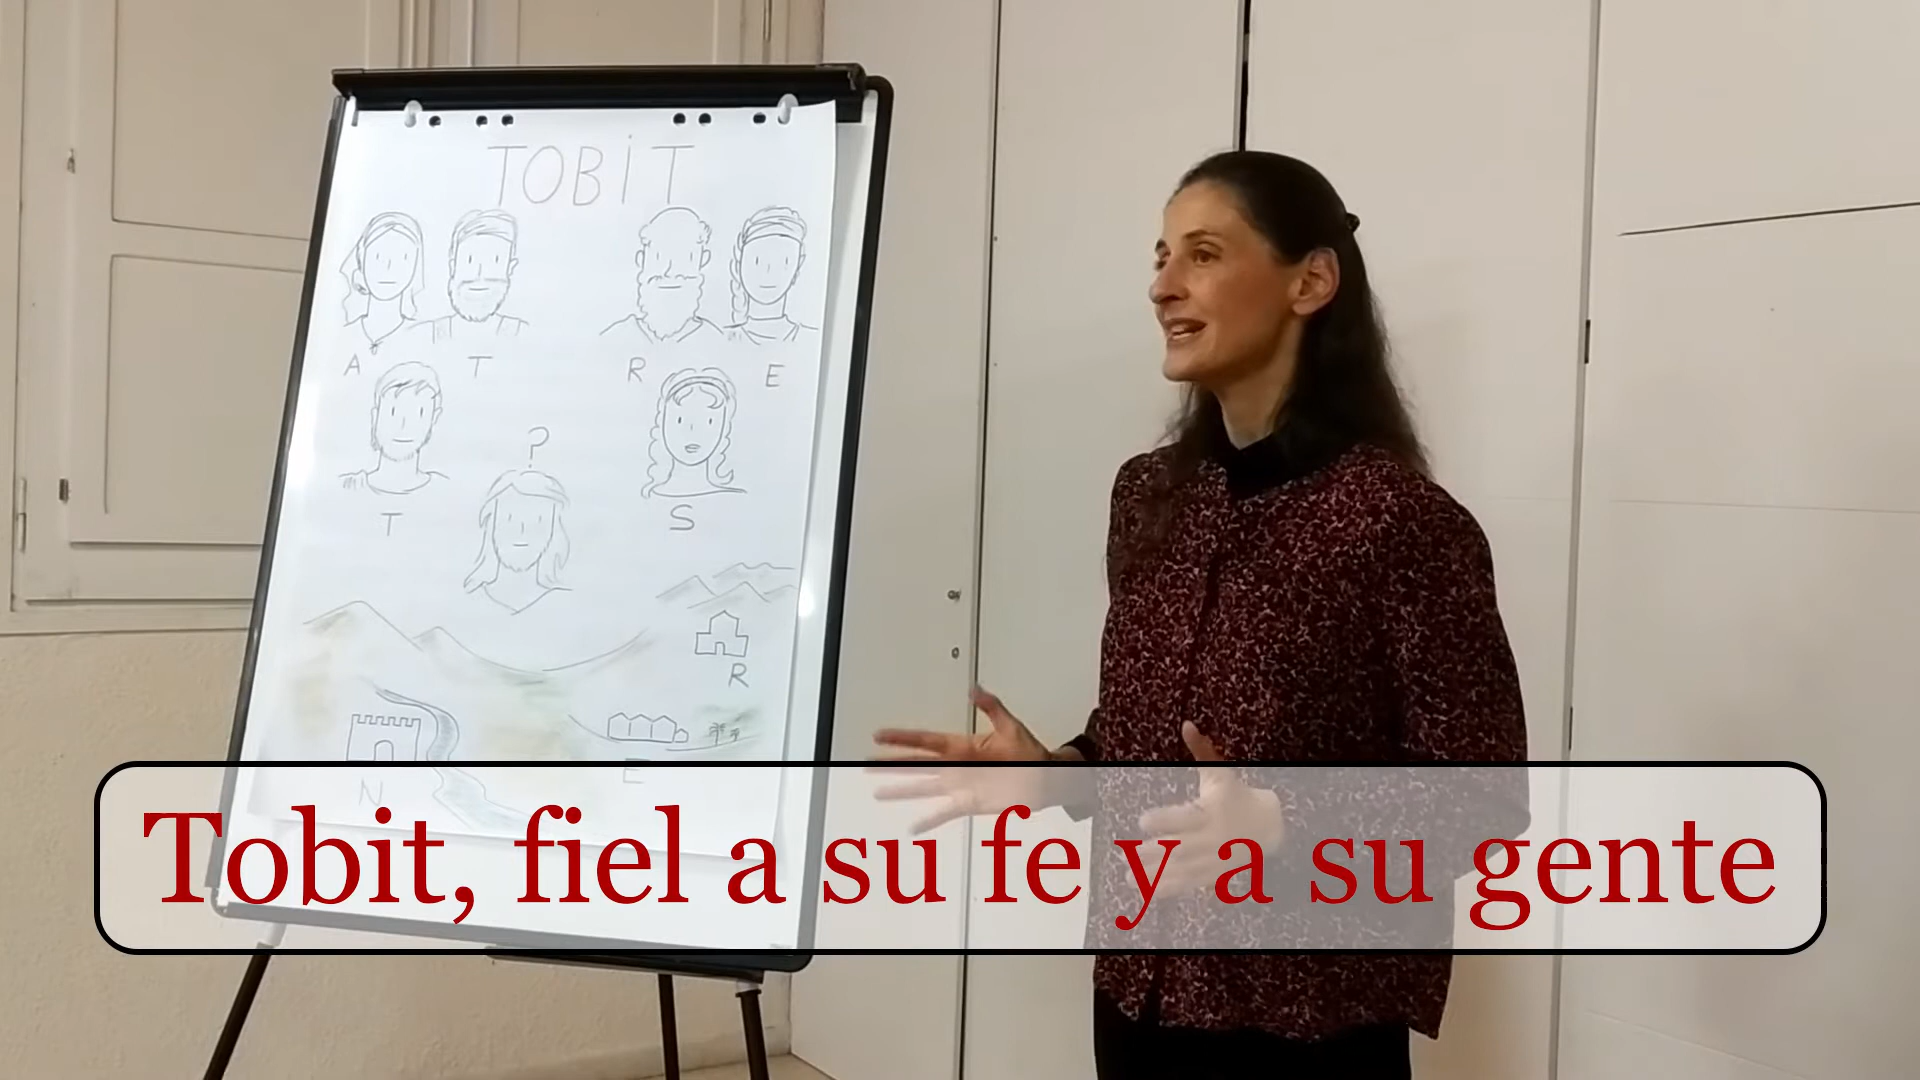 TOBiT
A T R E
?
T S
R
E
N
Tobit, fiel a su fe y a su gente